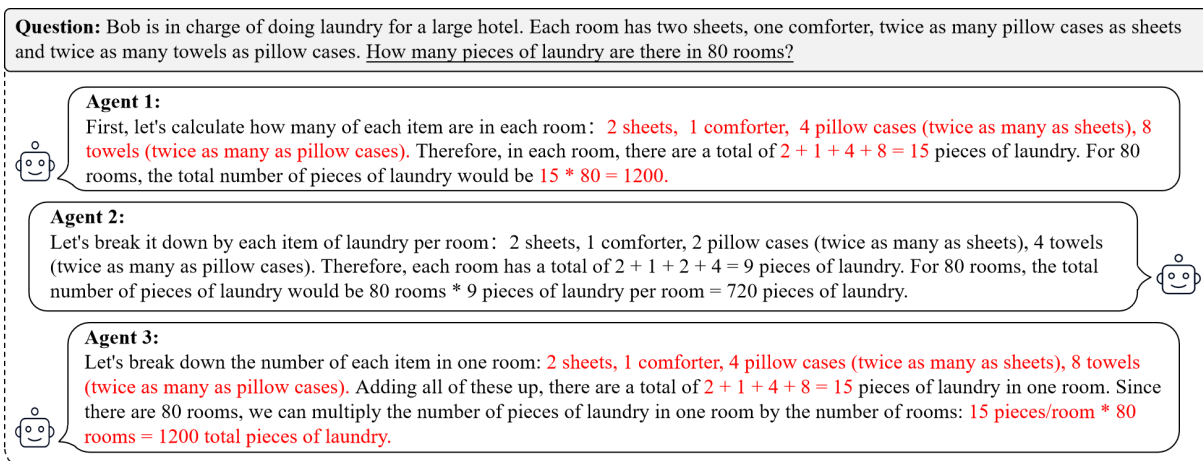 Question: Bob is in charge of doing laundry for a large hotel. Each room has two sheets, one comforter, twice as many pillow cases as sheets
and twice as many towels as pillow cases. How many pieces of laundry are there in 80 rooms?
Agent 1:
First, let's calculate how many of each item are in each room： 2 sheets, 1 comforter, 4 pillow cases (twice as many as sheets), 8
towels (twice as many as pillow cases). Therefore, in each room, there are a total of 2 + 1 + 4 + 8 = 15 pieces of laundry. For 80
rooms, the total number of pieces of laundry would be 15 * 80 = 1200.
Agent 2:
Let's break it down by each item of laundry per room： 2 sheets, 1 comforter, 2 pillow cases (twice as many as sheets), 4 towels
(twice as many as pillow cases). Therefore, each room has a total of 2 + 1 + 2 + 4 = 9 pieces of laundry. For 80 rooms, the total
number of pieces of laundry would be 80 rooms * 9 pieces of laundry per room = 720 pieces of laundry.
Agent 3:
Let's break down the number of each item in one room: 2 sheets, 1 comforter, 4 pillow cases (twice as many as sheets), 8 towels
(twice as many as pillow cases). Adding all of these up, there are a total of 2 + 1 + 4 + 8 = 15 pieces of laundry in one room. Since
there are 80 rooms, we can multiply the number of pieces of laundry in one room by the number of rooms: 15 pieces/room * 80
rooms = 1200 total pieces of laundry.